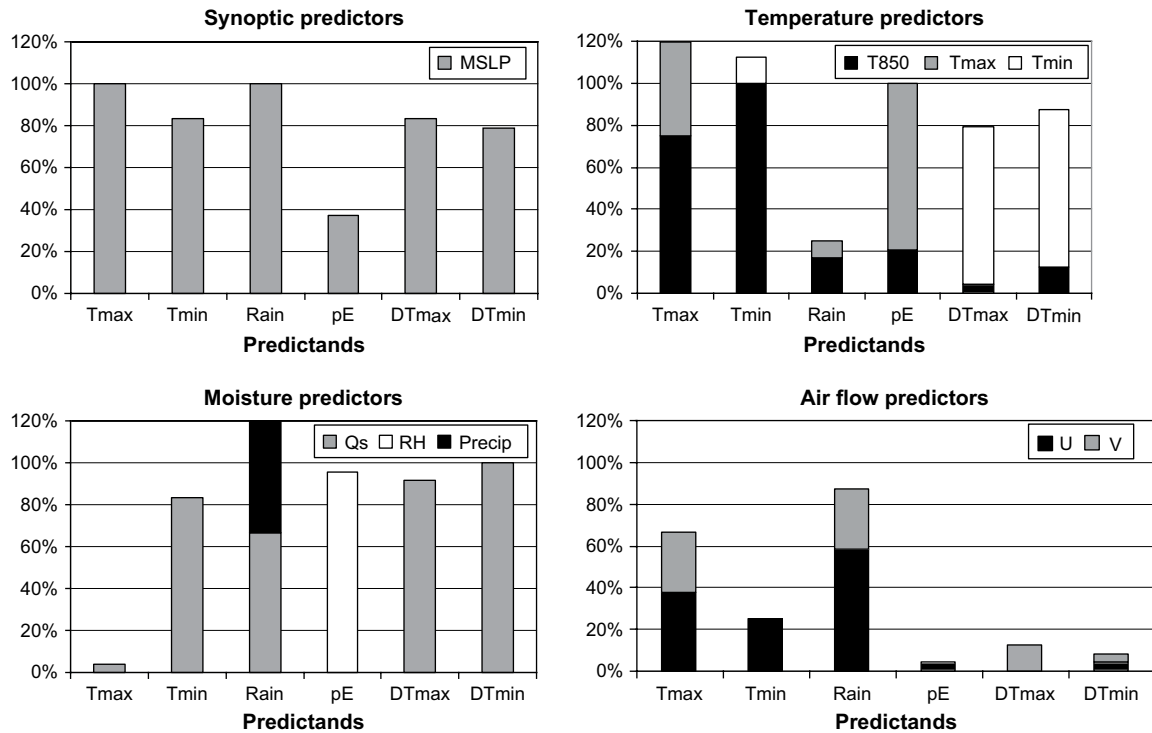 Synoptic predictors
120%
100%
80%
60%
40%
20%
0%
MSLP
Tmax Tmin Rain pE DTmax DTmin
Predictands
Temperature predictors
120%
100%
80%
60%
40%
20%
0%
T850 Tmax Tmin
Tmax Tmin Rain pE DTmax DTmin
Predictands
Moisture predictors
120%
100%
80%
60%
40%
20%
0%
Qs RH Precip
Tmax Tmin Rain pE DTmax DTmin
Predictands
Air flow predictors
120%
100%
80%
60%
40%
20%
0%
U V
Tmax Tmin Rain pE DTmax DTmin
Predictands